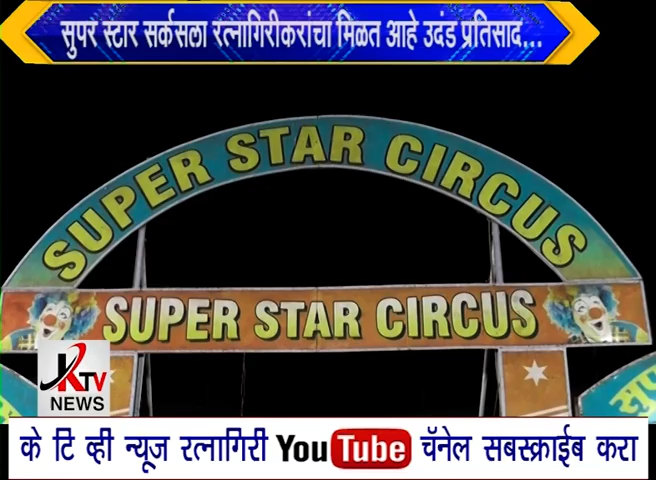 सुपर स्टार सर्कसला रत्नागिरीकरांचा मिळत आहे उदंड प्रतिसाद...
SUPER STAR CIRCUS
SUPER STAR CIRCUS
KTV
NEWS
के टि व्ही न्यूज रत्नागिरी YouTube चॅनेल सबस्क्राईब करा